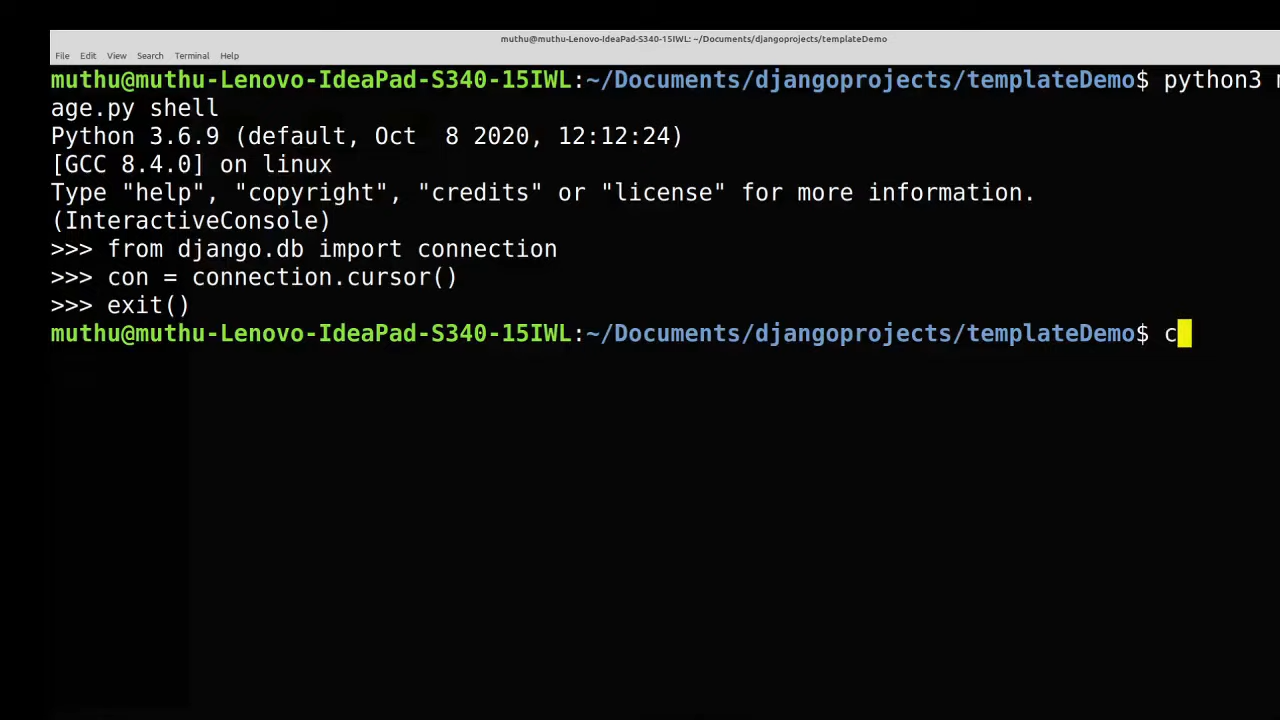 muthu@muthu-Lenovo-IdeaPad-S340-15IWL: ~/Documents/djangoprojects/templateDemo
File Edit View Search Terminal Help
muthu@muthu-Lenovo-IdeaPad-S340-15IWL:~/Documents/djangoprojects/templateDemo$ python3
age.py shell
Python 3.6.9 (default, Oct  8 2020, 12:12:24)
[GCC 8.4.0] on linux
Type "help", "copyright", "credits" or "license" for more information.
(InteractiveConsole)
>>> from django.db import connection
>>> con = connection.cursor()
>>> exit()
muthu@muthu-Lenovo-IdeaPad-S340-15IWL:~/Documents/djangoprojects/templateDemo$ c